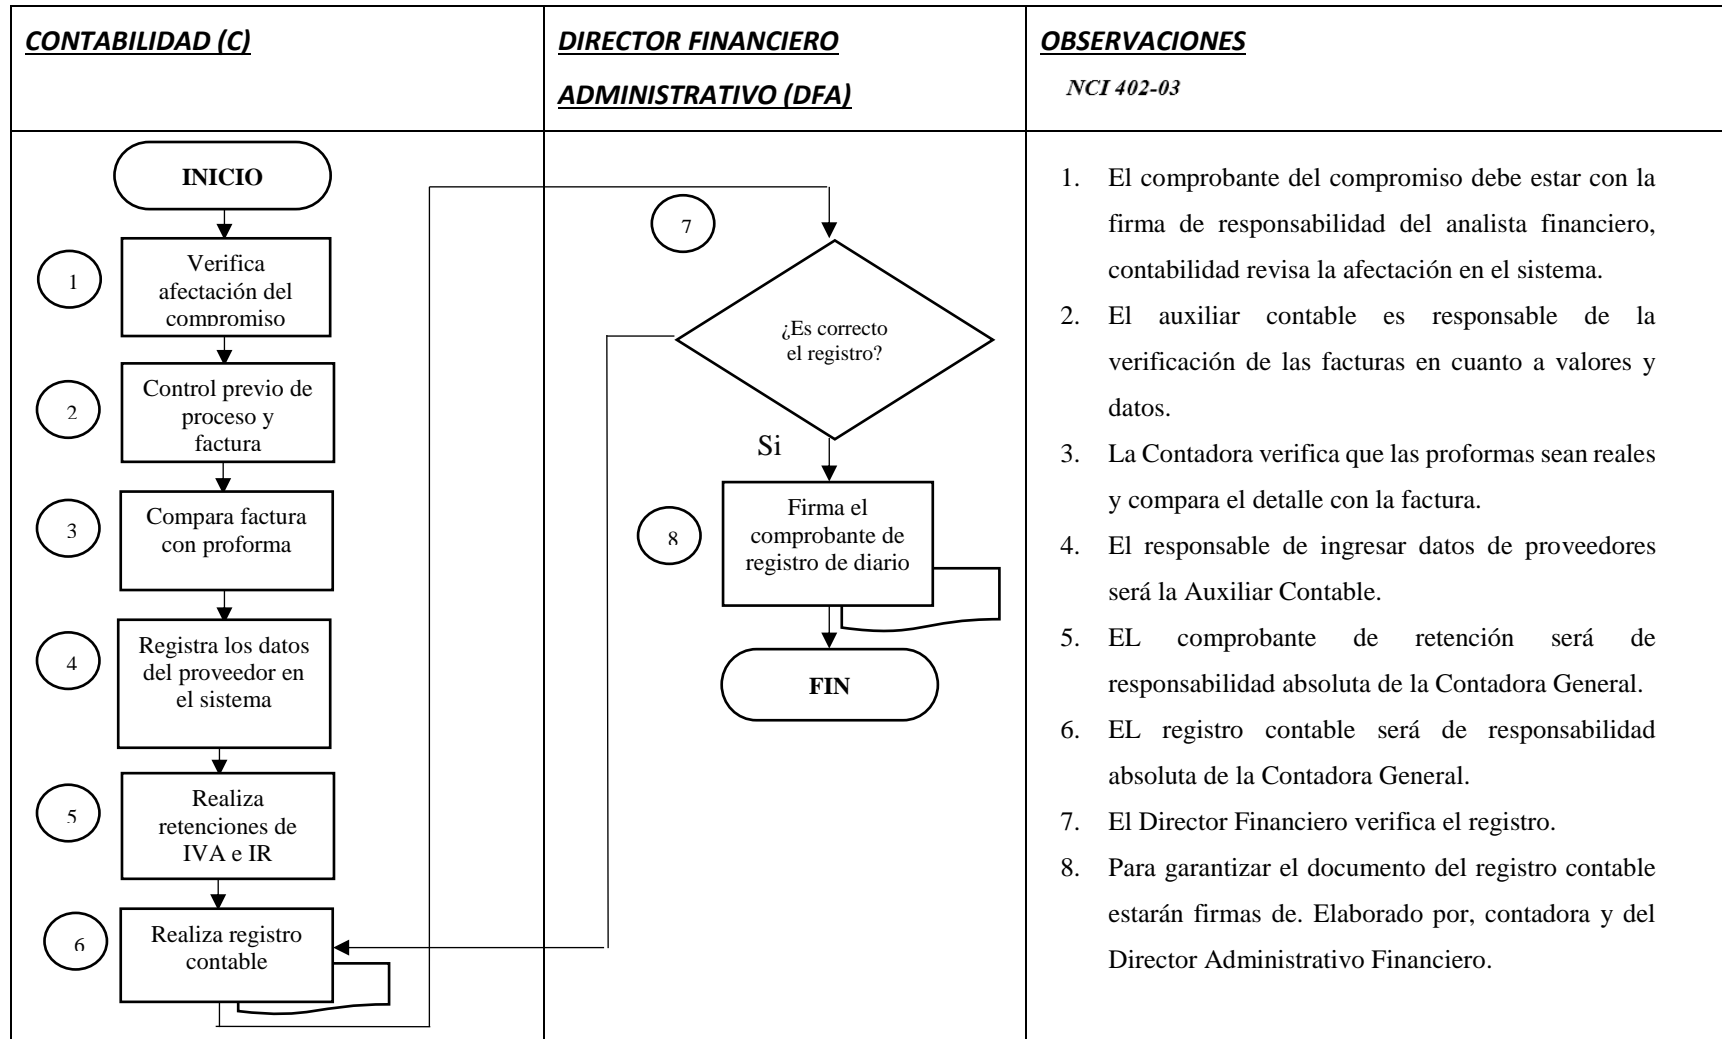 CONTABILIDAD (C)
DIRECTOR FINANCIERO
ADMINISTRATIVO (DFA)
OBSERVACIONES
NCI 402-03
INICIO
1
Verifica
afectación del
compromiso
2
Control previo de
proceso y
factura
3
Compara factura
con proforma
4
Registra los datos
del proveedor en
el sistema
5
Realiza
retenciones de
IVA e IR
6
Realiza registro
contable
7
¿Es correcto
el registro?
Si
8
Firma el
comprobante de
registro de diario
FIN
1. El comprobante del compromiso debe estar con la
firma de responsabilidad del analista financiero,
contabilidad revisa la afectación en el sistema.
2. El auxiliar contable es responsable de la
verificación de las facturas en cuanto a valores y
datos.
3. La Contadora verifica que las proformas sean reales
y compara el detalle con la factura.
4. El responsable de ingresar datos de proveedores
será la Auxiliar Contable.
5. EL comprobante de retención será de
responsabilidad absoluta de la Contadora General.
6. EL registro contable será de responsabilidad
absoluta de la Contadora General.
7. El Director Financiero verifica el registro.
8. Para garantizar el documento del registro contable
estarán firmas de. Elaborado por, contadora y del
Director Administrativo Financiero.